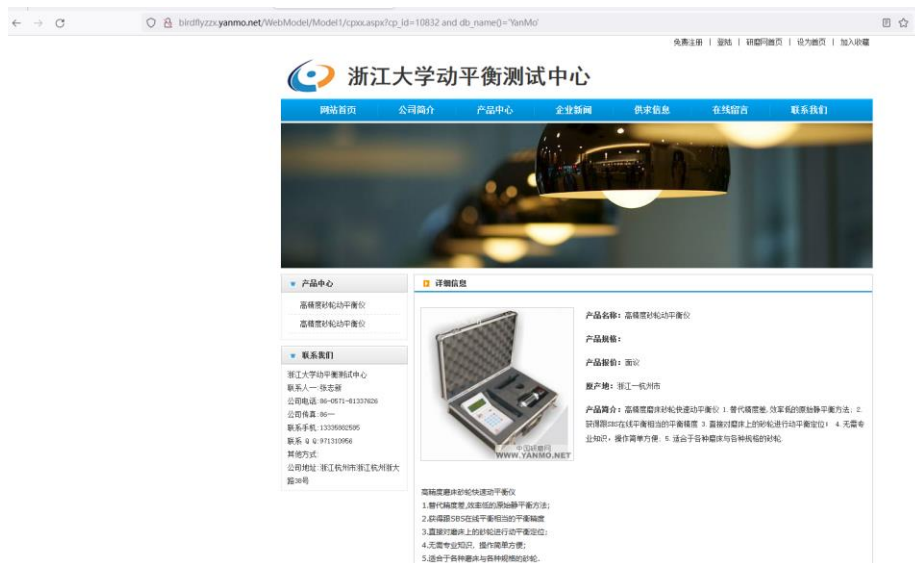 birdflyzzx.yanmo.net/WebModel/Model1/cpxx.aspx?cp_id=10832 and db_name()='YanMo'
免费注册 | 登陆 | 研磨网首页 | 设为首页 | 加入收藏
浙江大学动平衡测试中心
网站首页 公司简介 产品中心 企业新闻 供求信息 在线留言 联系我们
产品中心
高精度砂轮动平衡仪
高精度砂轮动平衡仪
联系我们
浙江大学动平衡测试中心
联系人一:张志新
公司电话:86-0571-81337626
公司传真:86—
联系手机:13335802595
联系 Q Q:971310956
其他方式:
公司地址:浙江杭州市浙江杭州浙大
路38号
详细信息
中国研磨网
WWW.YANMO.NET
产品名称:高精度砂轮动平衡仪
产品规格:
产品报价:面议
原产地:浙江—杭州市
产品简介:高精度磨床砂轮快速动平衡仪 1.替代精度差,效率低的原始静平衡方法; 2.
获得跟SBS在线平衡相当的平衡精度 3.直接对磨床上的砂轮进行动平衡定位; 4.无需专
业知识, 操作简单方便; 5.适合于各种磨床与各种规格的砂轮.
高精度磨床砂轮快速动平衡仪
1.替代精度差,效率低的原始静平衡方法;
2.获得跟SBS在线平衡相当的平衡精度
3.直接对磨床上的砂轮进行动平衡定位;
4.无需专业知识, 操作简单方便;
5.适合于各种磨床与各种规格的砂轮.